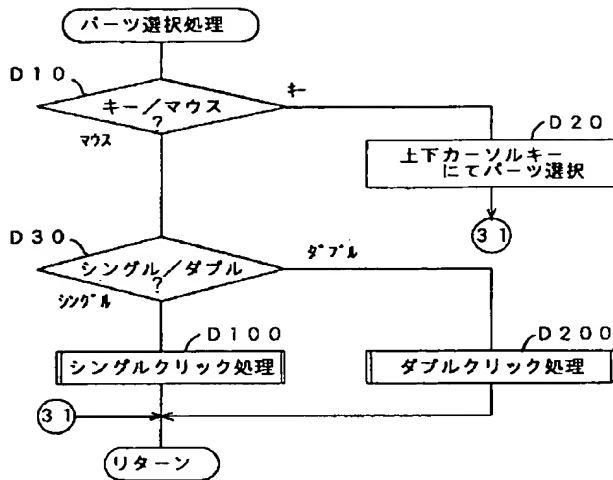 パーツ選択処理
D10
キー/マウス
?
キー
マウス
D20
上下カーソルキー
にてパーツ選択
31
D30
シングル/ダブル
?
ダブル
シングル
D100
シングルクリック処理
D200
ダブルクリック処理
31
リターン